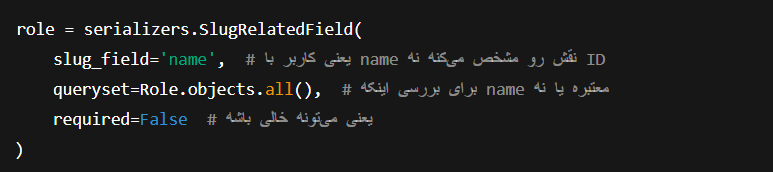 role = serializers.SlugRelatedField(
    slug_field='name',  # یعنی کاربر با name نقش رو مشخص می‌کنه نه ID
    queryset=Role.objects.all(),  # برای بررسی اینکه name معتبره یا نه
    required=False  # یعنی می‌تونه خالی باشه
)